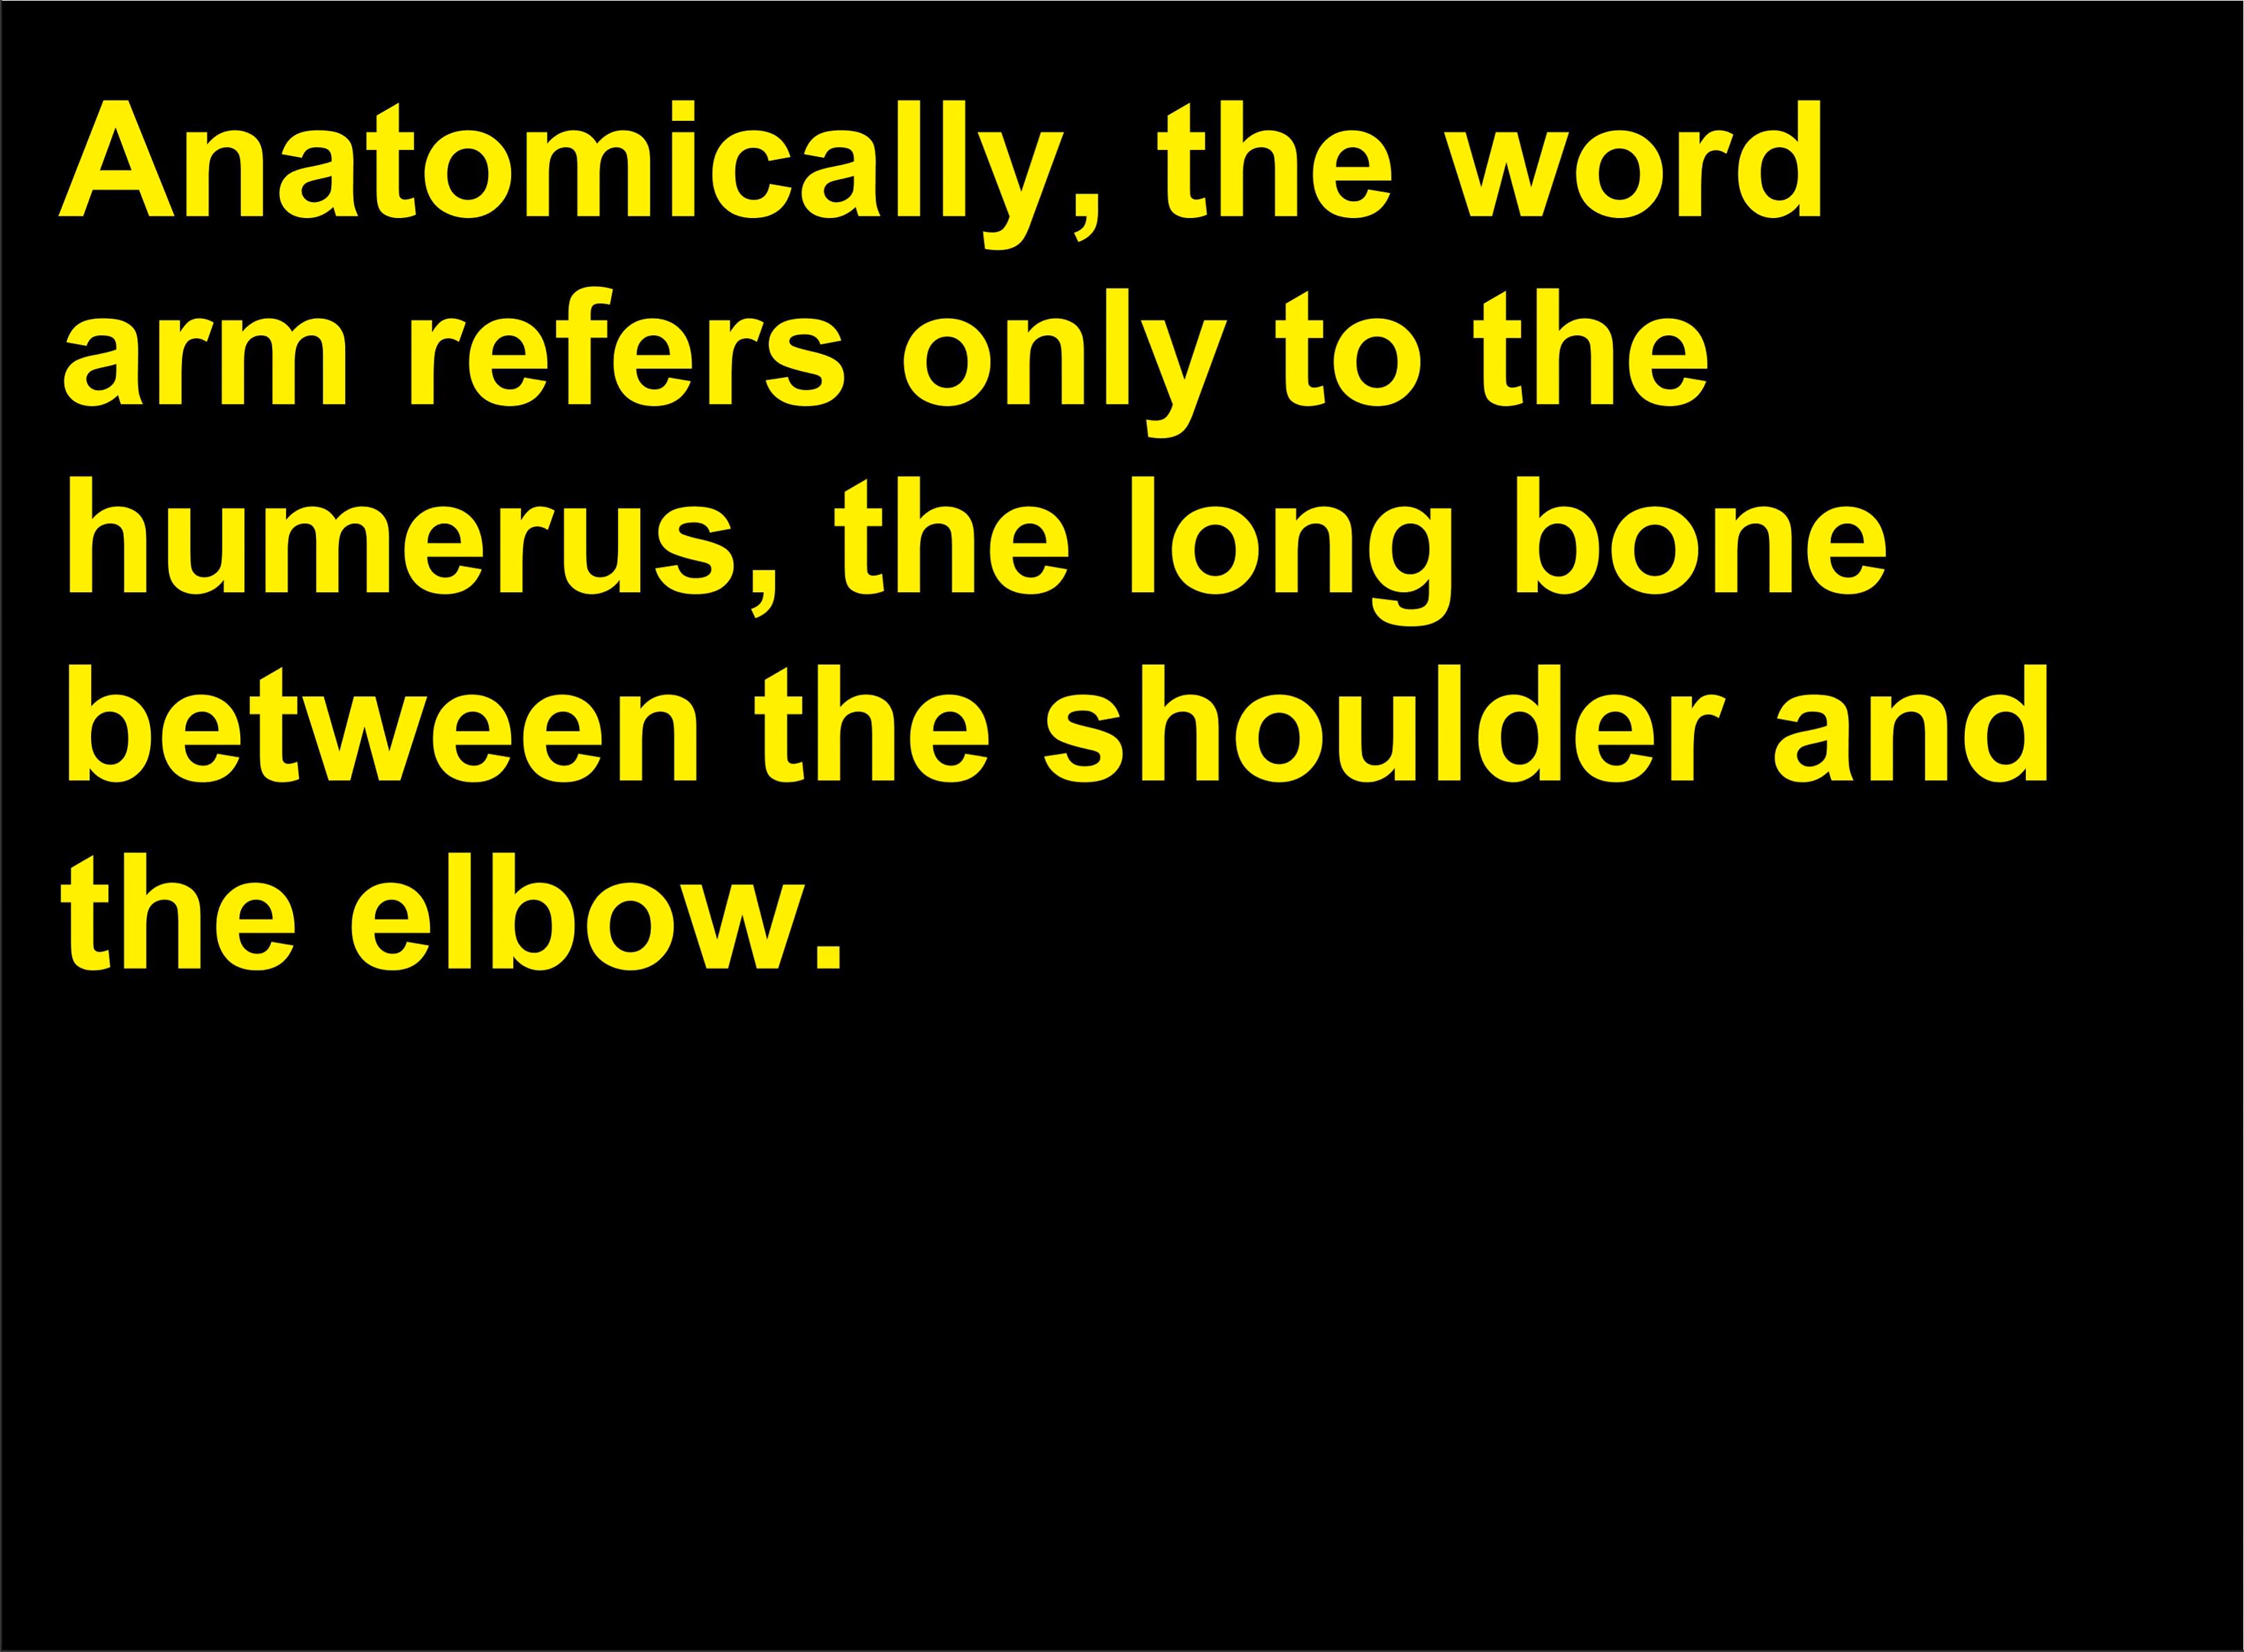 Anatomically, the word
arm refers only to the
humerus, the long bone
between the shoulder and
the elbow.